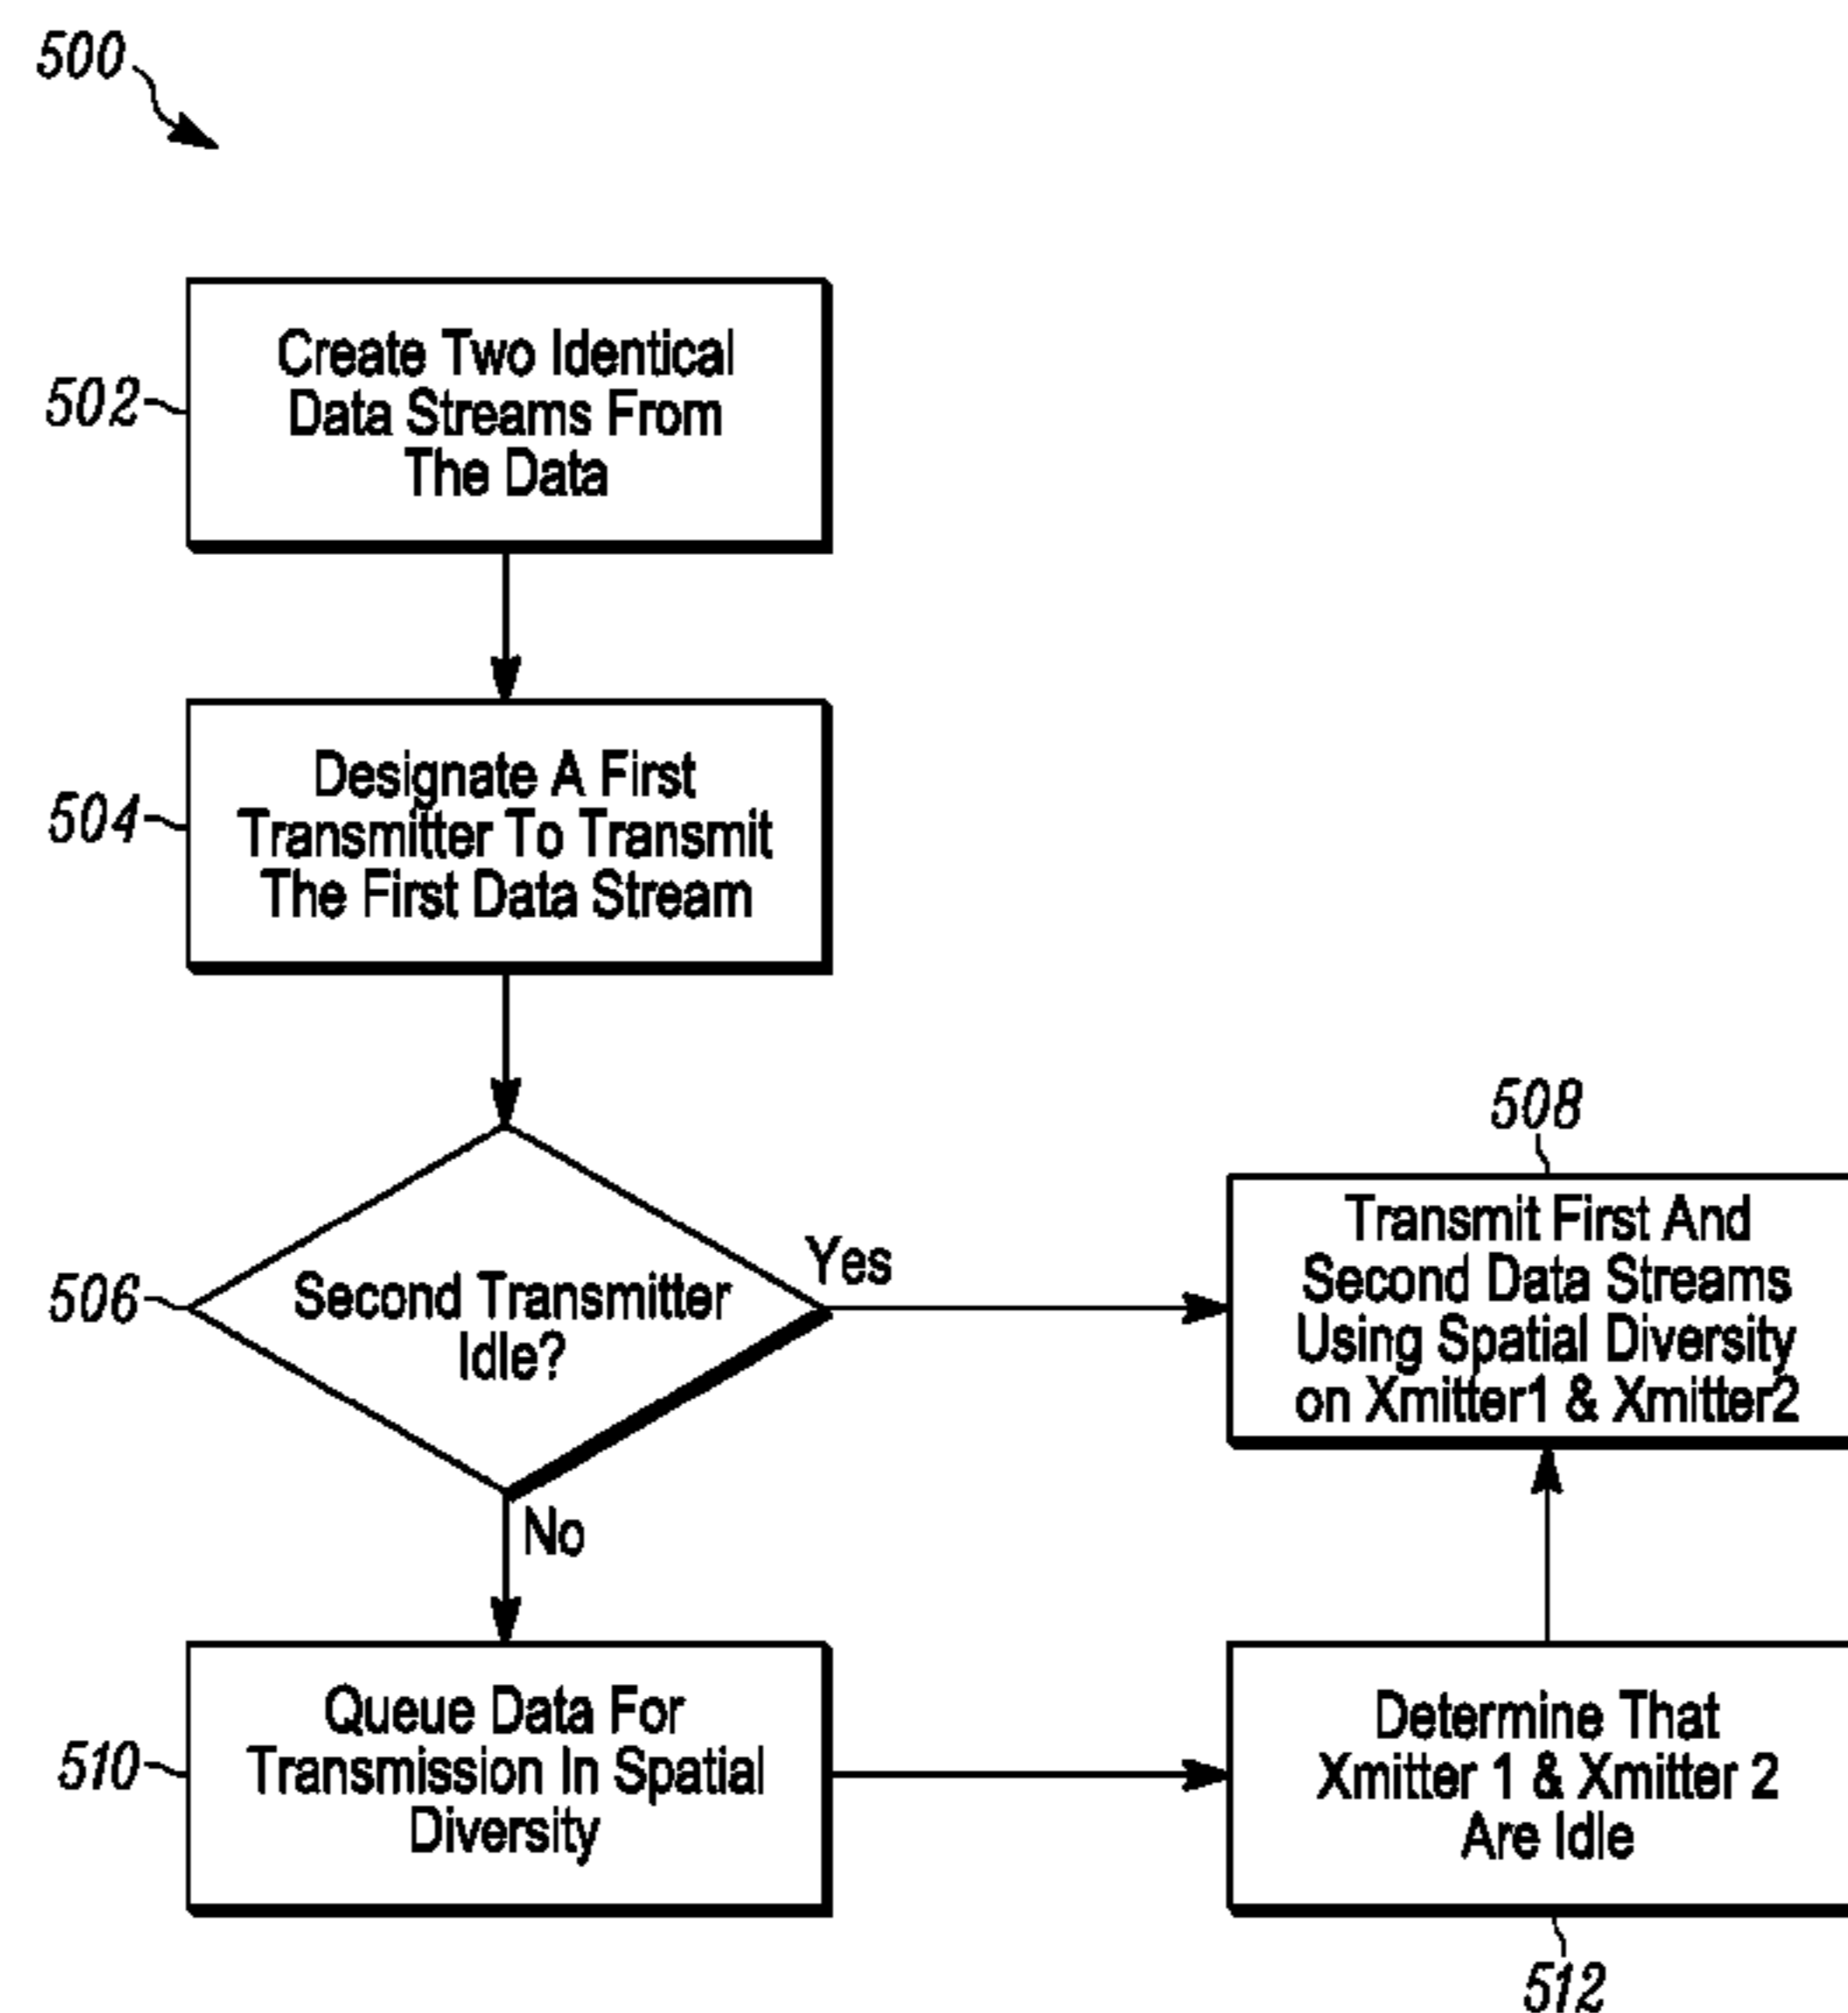 500
502
Create Two Identical
Data Streams From
The Data
504
Designate A First
Transmitter To Transmit
The First Data Stream
506
Second Transmitter
Idle?
Yes
No
508
Transmit First And
Second Data Streams
Using Spatial Diversity
on Xmitter1 & Xmitter2
510
Queue Data For
Transmission In Spatial
Diversity
Determine That
Xmitter 1 & Xmitter 2
Are Idle
512